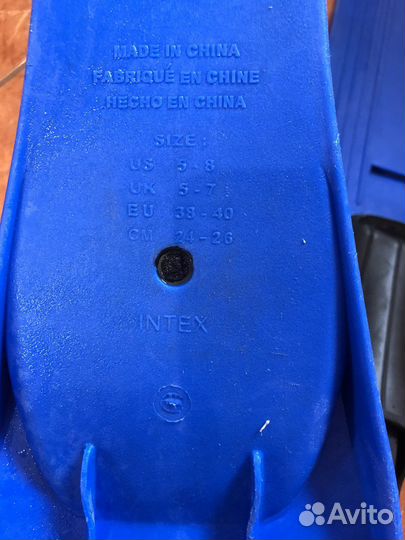 MADE IN CHINA
FABRIQUÉ EN CHINE
HECHO EN CHINA
SIZE :
US 5 - 8
UK 5 - 7
EU 38 - 40
CM 24 - 26
INTEX
Avito